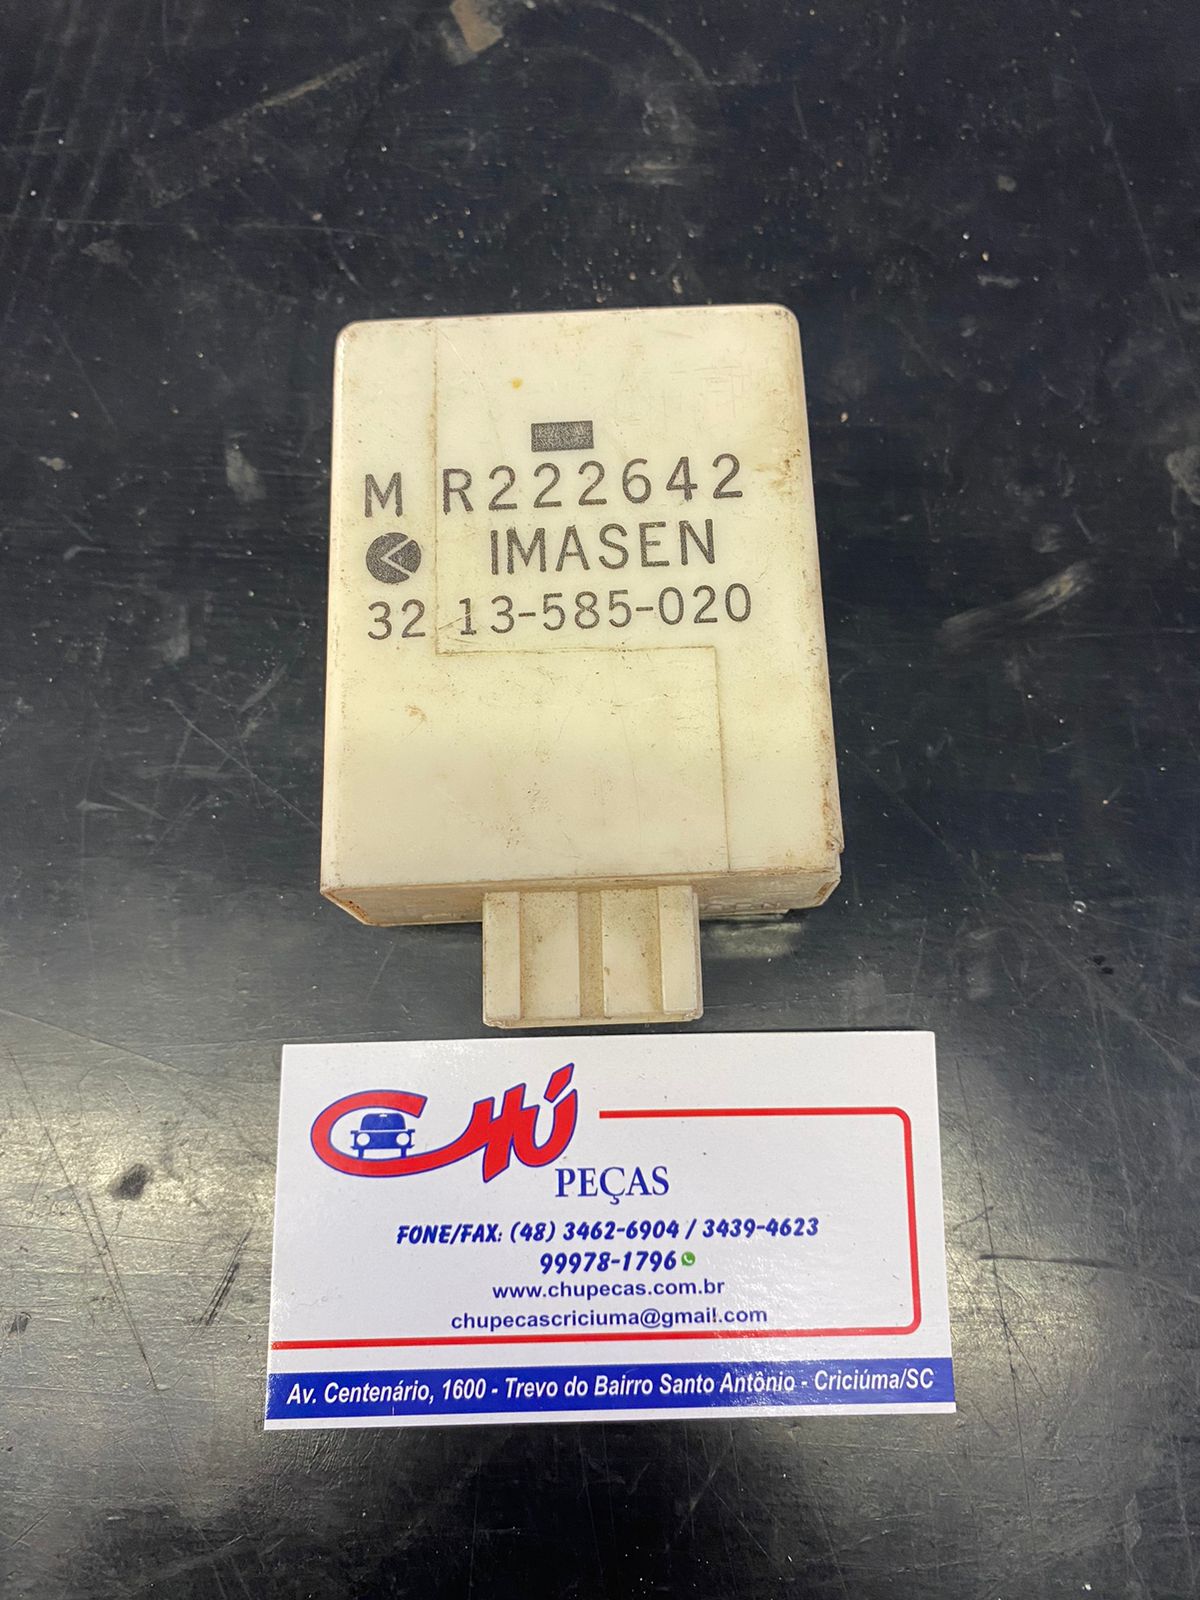 MR222642
IMASEN
32 13-585-020
CHÚ
PEÇAS
FONE/FAX: (48) 3462-6904 / 3439-4623
99978-1796
www.chupecas.com.br
chupecascriciuma@gmail.com
Av. Centenário, 1600 - Trevo do Bairro Santo Antônio - Criciúma/SC